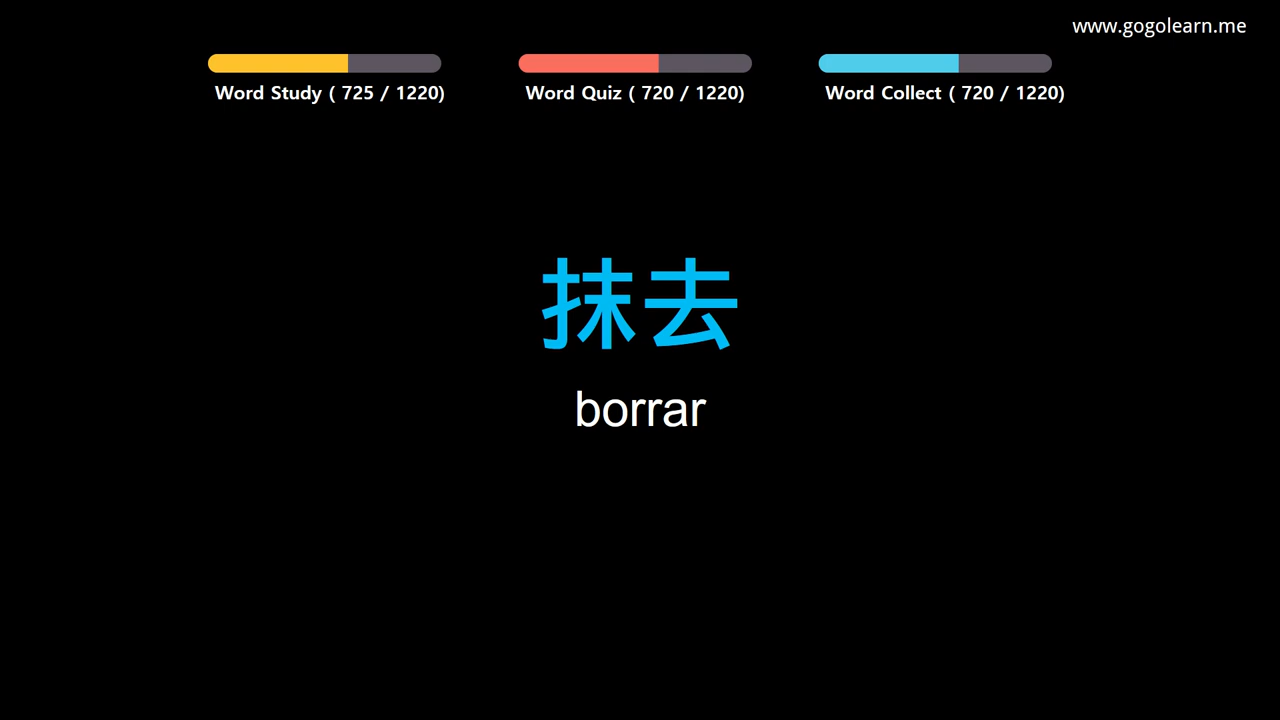 www.gogolearn.me
Word Study ( 725 / 1220)
Word Quiz ( 720 / 1220)
Word Collect ( 720 / 1220)
抹去
borrar